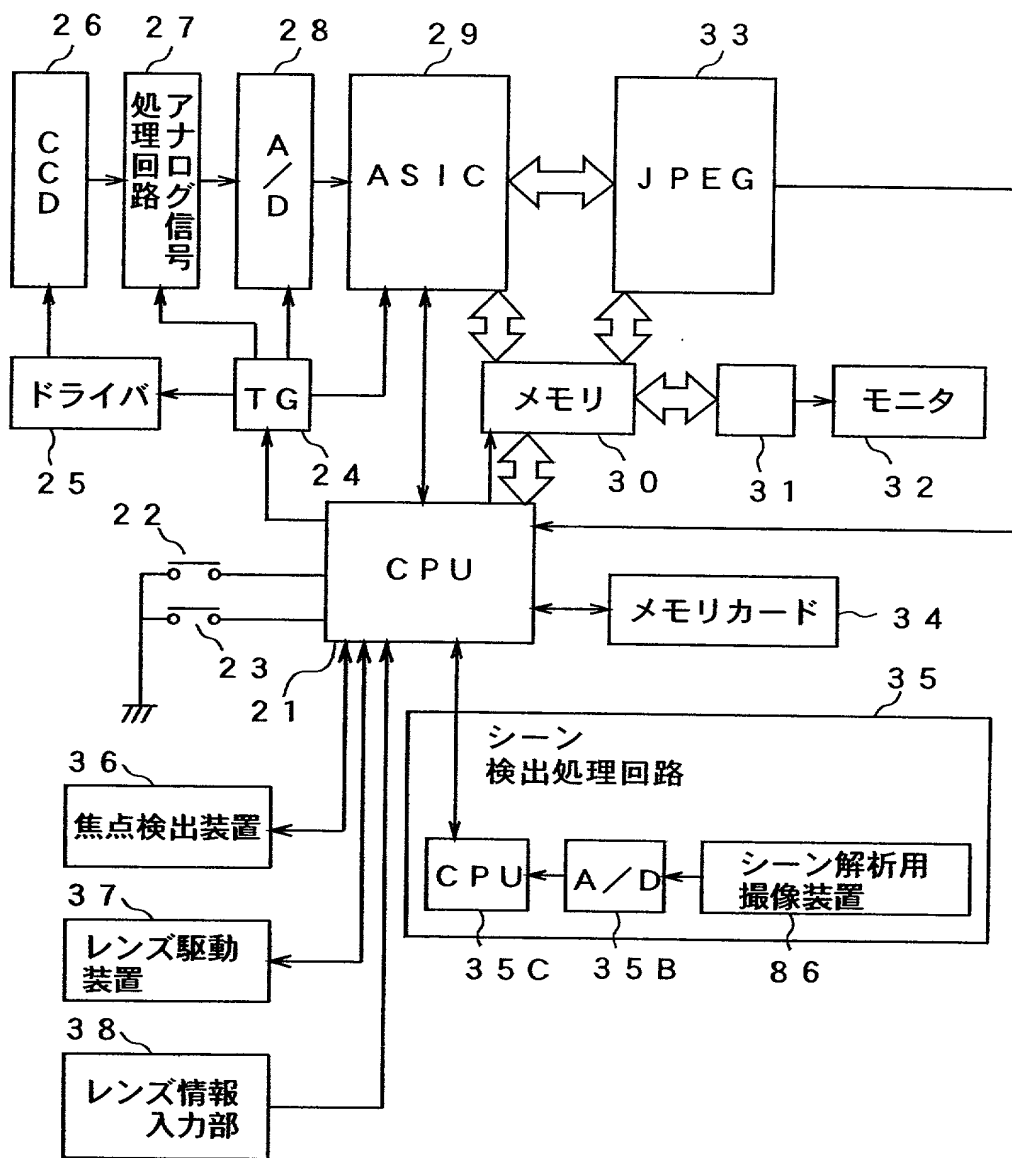 ２６
２７
２８
２９
３３
ＣＣＤ
アナログ信号
処理回路
Ａ／Ｄ
ＡＳＩＣ
ＪＰＥＧ
ドライバ
ＴＧ
メモリ
モニタ
２５
２４
３０
３１
３２
２２
ＣＰＵ
２３
２１
メモリカード
３４
３５
シーン
検出処理回路
３６
焦点検出装置
ＣＰＵ
Ａ／Ｄ
シーン解析用
撮像装置
３７
レンズ駆動
装置
３５Ｃ
３５Ｂ
８６
３８
レンズ情報
入力部